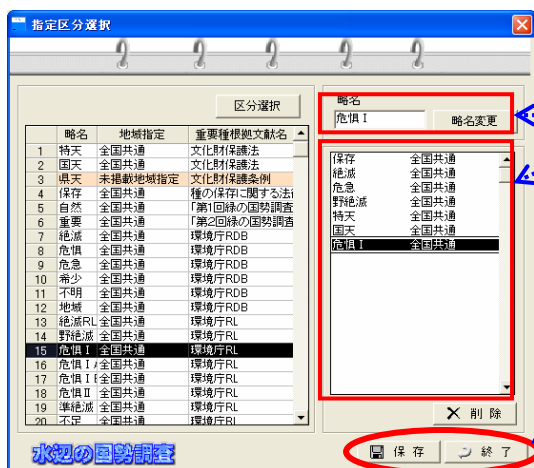 指定区分選択
区分選択
略名 地域指定 重要種根拠文献名
1 特天 全国共通 文化財保護法
2 国天 全国共通 文化財保護法
3 県天 未掲載地域指定 文化財保護条例
4 保存 全国共通 種の保存に関する法
5 自然 全国共通 「第1回緑の国勢調査
6 重要 全国共通 「第2回緑の国勢調査
7 絶滅 全国共通 環境庁RDB
8 危惧 全国共通 環境庁RDB
9 危急 全国共通 環境庁RDB
10 希少 全国共通 環境庁RDB
11 不明 全国共通 環境庁RDB
12 地域 全国共通 環境庁RDB
13 絶滅RL 全国共通 環境庁RL
14 野絶滅 全国共通 環境庁RL
15 危惧Ⅰ 全国共通 環境庁RL
16 危惧Ⅰ 全国共通 環境庁RL
17 危惧Ⅰ 全国共通 環境庁RL
18 危惧Ⅱ 全国共通 環境庁RL
19 準絶滅 全国共通 環境庁RL
20 不足 全国共通 環境庁RL
略名
危惧Ⅰ 略名変更
保存 全国共通
絶滅 全国共通
危急 全国共通
野絶滅 全国共通
特天 全国共通
国天 全国共通
危惧Ⅰ 全国共通
削除
水辺の国勢調査
保存 終了